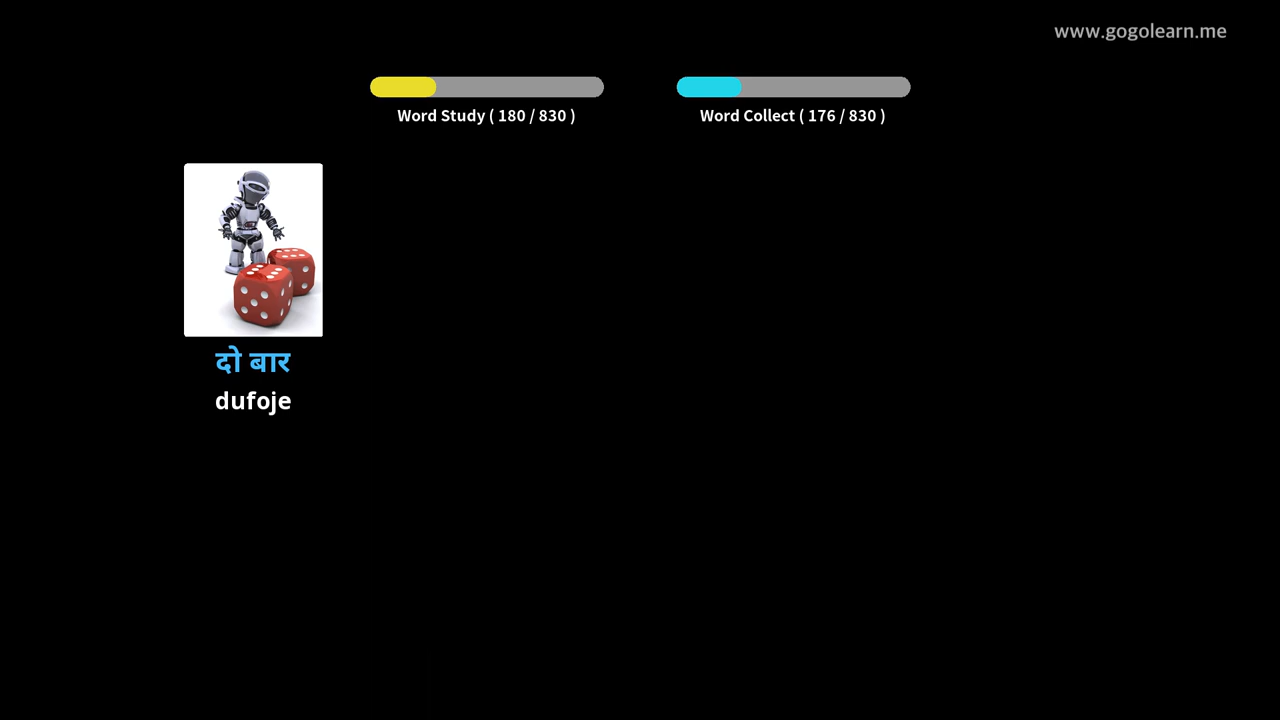 www.gogolearn.me
Word Study ( 180 / 830 )
Word Collect ( 176 / 830 )
दो बार
dufoje